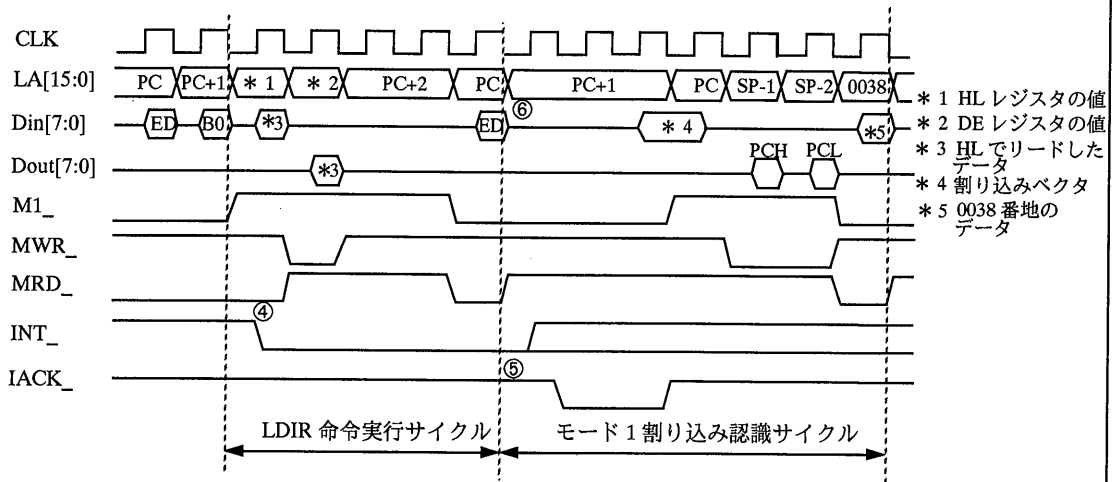 CLK
LA[15:0] PC PC+1 *1 *2 PC+2 PC PC+1 PC SP-1 SP-2 0038
⑥
Din[7:0] ED B0 *3 ED *4 *5
Dout[7:0] *3 PCH PCL
M1_
MWR_
MRD_
④
INT_
⑤
IACK_
LDIR 命令実行サイクル モード1割り込み認識サイクル
*1 HL レジスタの値
*2 DE レジスタの値
*3 HL でリードした
データ
*4 割り込みベクタ
*5 0038 番地の
データ